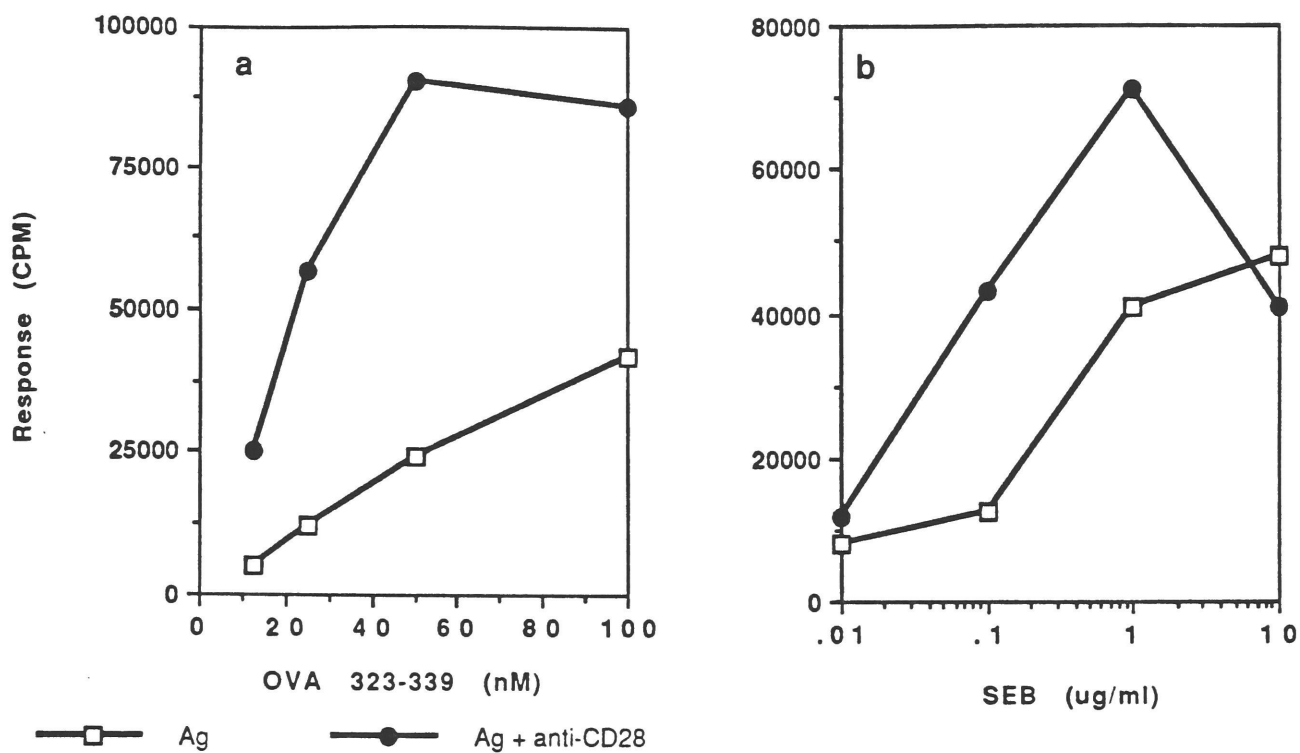 a
100000
75000
50000
25000
0
Response (CPM)
0 20 40 60 80 100
OVA 323-339 (nM)
b
80000
60000
40000
20000
0
.01 .1 1 10
SEB (ug/ml)
Ag
Ag + anti-CD28